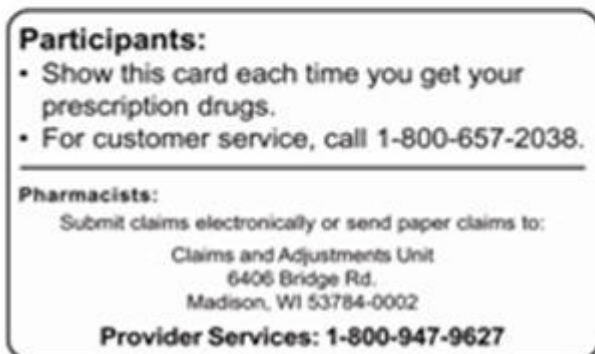 Participants:
• Show this card each time you get your
prescription drugs.
• For customer service, call 1-800-657-2038.
Pharmacists:
Submit claims electronically or send paper claims to:
Claims and Adjustments Unit
6406 Bridge Rd.
Madison, WI 53784-0002
Provider Services: 1-800-947-9627